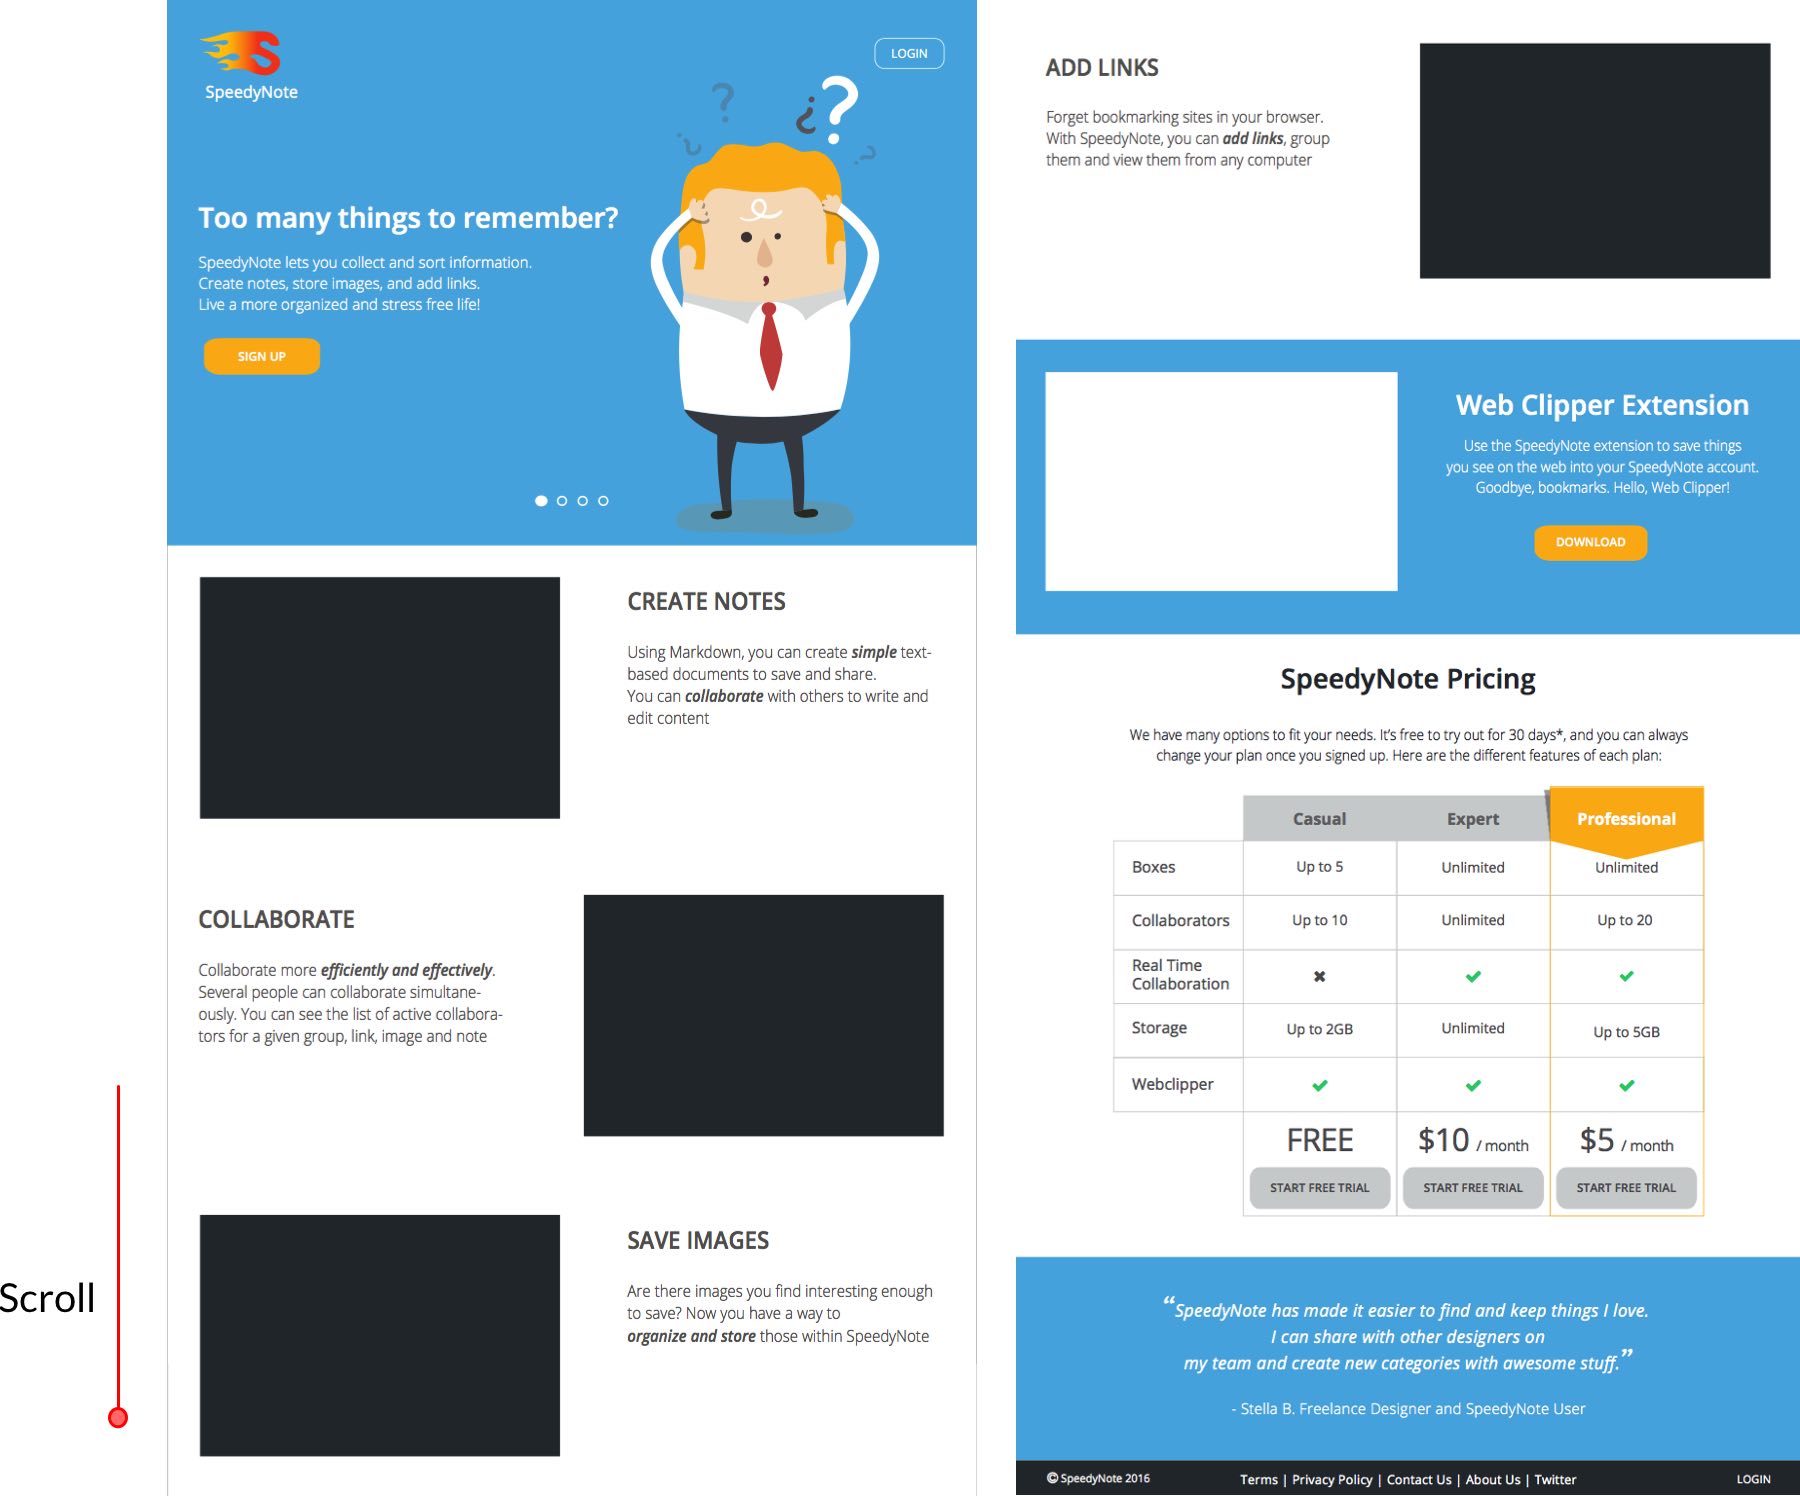 SpeedyNote
LOGIN
Too many things to remember?
SpeedyNote lets you collect and sort information.
Create notes, store images, and add links.
Live a more organized and stress free life!
SIGN UP
CREATE NOTES
Using Markdown, you can create simple text-
based documents to save and share.
You can collaborate with others to write and
edit content
COLLABORATE
Collaborate more efficiently and effectively.
Several people can collaborate simultane-
ously. You can see the list of active collabora-
tors for a given group, link, image and note
SAVE IMAGES
Are there images you find interesting enough
to save? Now you have a way to
organize and store those within SpeedyNote
Scroll
ADD LINKS
Forget bookmarking sites in your browser.
With SpeedyNote, you can add links, group
them and view them from any computer
Web Clipper Extension
Use the SpeedyNote extension to save things
you see on the web into your SpeedyNote account.
Goodbye, bookmarks. Hello, Web Clipper!
DOWNLOAD
SpeedyNote Pricing
We have many options to fit your needs. It's free to try out for 30 days*, and you can always
change your plan once you signed up. Here are the different features of each plan:
Casual Expert Professional
Boxes Up to 5 Unlimited Unlimited
Collaborators Up to 10 Unlimited Up to 20
Real Time
Collaboration ✖ ✔ ✔
Storage Up to 2GB Unlimited Up to 5GB
Webclipper ✔ ✔ ✔
FREE $10 / month $5 / month
START FREE TRIAL START FREE TRIAL START FREE TRIAL
“SpeedyNote has made it easier to find and keep things I love.
I can share with other designers on
my team and create new categories with awesome stuff.”
- Stella B. Freelance Designer and SpeedyNote User
© SpeedyNote 2016 Terms | Privacy Policy | Contact Us | About Us | Twitter LOGIN